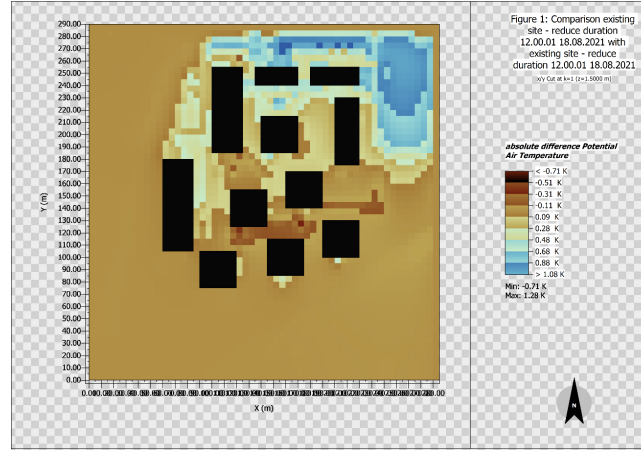 Figure 1: Comparison existing
site - reduce duration
12.00.01 18.08.2021 with
existing site - reduce
duration 12.00.01 18.08.2021
x/y Cut at k=1 (z=1.5000 m)
absolute difference Potential
Air Temperature
< -0.71 K
-0.51 K
-0.31 K
-0.11 K
0.09 K
0.28 K
0.48 K
0.68 K
0.88 K
> 1.08 K
Min: -0.71 K
Max: 1.28 K
N
290.00
280.00
270.00
260.00
250.00
240.00
230.00
220.00
210.00
200.00
190.00
180.00
170.00
160.00
150.00
140.00
130.00
120.00
110.00
100.00
90.00
80.00
70.00
60.00
50.00
40.00
30.00
20.00
10.00
0.00
Y (m)
X (m)